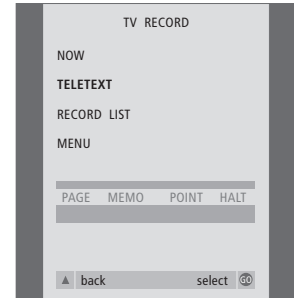 TV RECORD
NOW
TELETEXT
RECORD LIST
MENU
PAGE MEMO POINT HALT
▲ back select GO